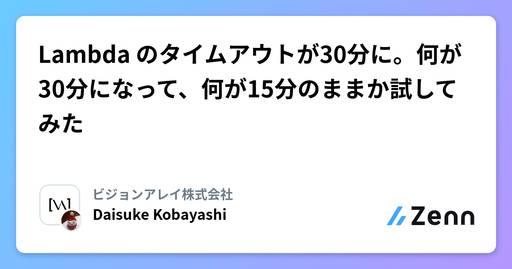 Lambda のタイムアウトが30分に。何が
30分になって、何が15分のままか試して
みた
ビジョンアレイ株式会社
Daisuke Kobayashi
Zenn